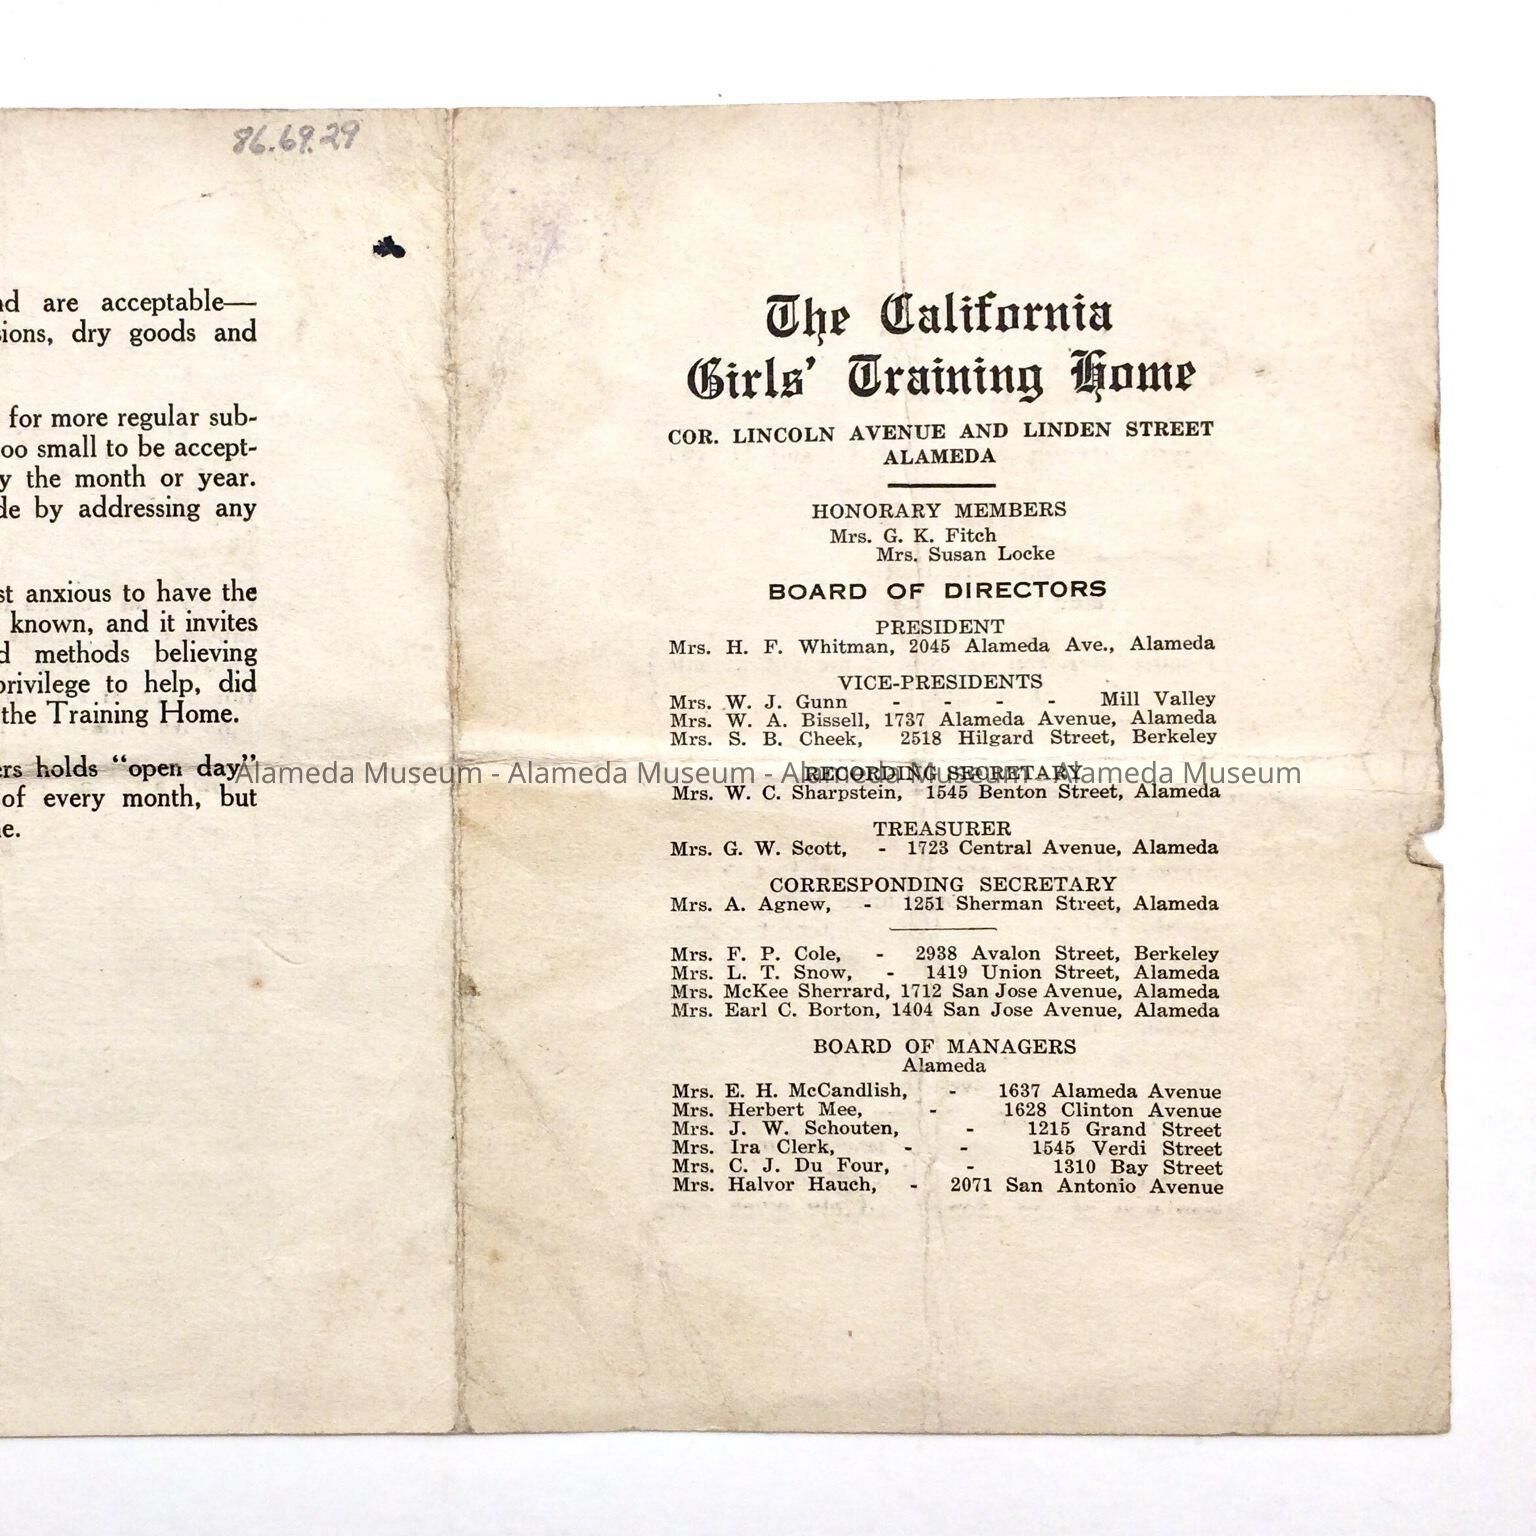 86.69.29
are acceptable—
dry goods and
for more regular sub-
too small to be accept-
the month or year.
by addressing any
anxious to have the
known, and it invites
methods believing
privilege to help, did
the Training Home.
holds “open day”
of every month, but
The California
Girls’ Training Home
COR. LINCOLN AVENUE AND LINDEN STREET
ALAMEDA
HONORARY MEMBERS
Mrs. G. K. Fitch
Mrs. Susan Locke
BOARD OF DIRECTORS
PRESIDENT
Mrs. H. F. Whitman, 2045 Alameda Ave., Alameda
VICE-PRESIDENTS
Mrs. W. J. Gunn - - - - Mill Valley
Mrs. W. A. Bissell, 1737 Alameda Avenue, Alameda
Mrs. S. B. Cheek, 2518 Hilgard Street, Berkeley
Alameda Museum - Alameda Museum - Alameda Museum - Alameda Museum
RECORDING SECRETARY
Mrs. W. C. Sharpstein, 1545 Benton Street, Alameda
TREASURER
Mrs. G. W. Scott, - 1723 Central Avenue, Alameda
CORRESPONDING SECRETARY
Mrs. A. Agnew, - 1251 Sherman Street, Alameda
Mrs. F. P. Cole, - 2938 Avalon Street, Berkeley
Mrs. L. T. Snow, - 1419 Union Street, Alameda
Mrs. McKee Sherrard, 1712 San Jose Avenue, Alameda
Mrs. Earl C. Borton, 1404 San Jose Avenue, Alameda
BOARD OF MANAGERS
Alameda
Mrs. E. H. McCandlish, - 1637 Alameda Avenue
Mrs. Herbert Mee, - 1628 Clinton Avenue
Mrs. J. W. Schouten, - 1215 Grand Street
Mrs. Ira Clerk, - - 1545 Verdi Street
Mrs. C. J. Du Four, - 1310 Bay Street
Mrs. Halvor Hauch, - 2071 San Antonio Avenue